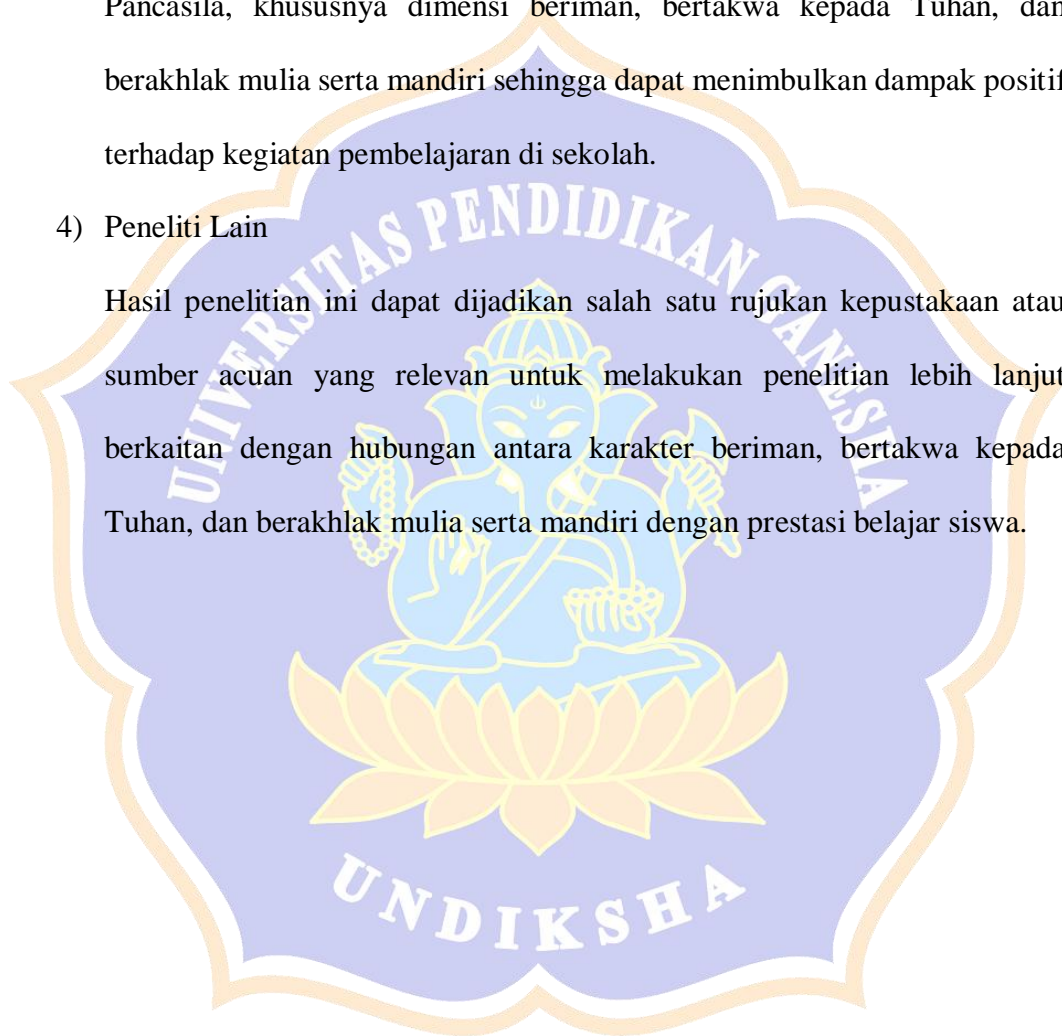 Pancasila, khususnya dimensi beriman, bertakwa kepada Tuhan, dan
berakhlak mulia serta mandiri sehingga dapat menimbulkan dampak positif
terhadap kegiatan pembelajaran di sekolah.
4) Peneliti Lain
Hasil penelitian ini dapat dijadikan salah satu rujukan kepustakaan atau
sumber acuan yang relevan untuk melakukan penelitian lebih lanjut
berkaitan dengan hubungan antara karakter beriman, bertakwa kepada
Tuhan, dan berakhlak mulia serta mandiri dengan prestasi belajar siswa.
UNIVERSITAS PENDIDIKAN GANESHA
UNDIKSHA